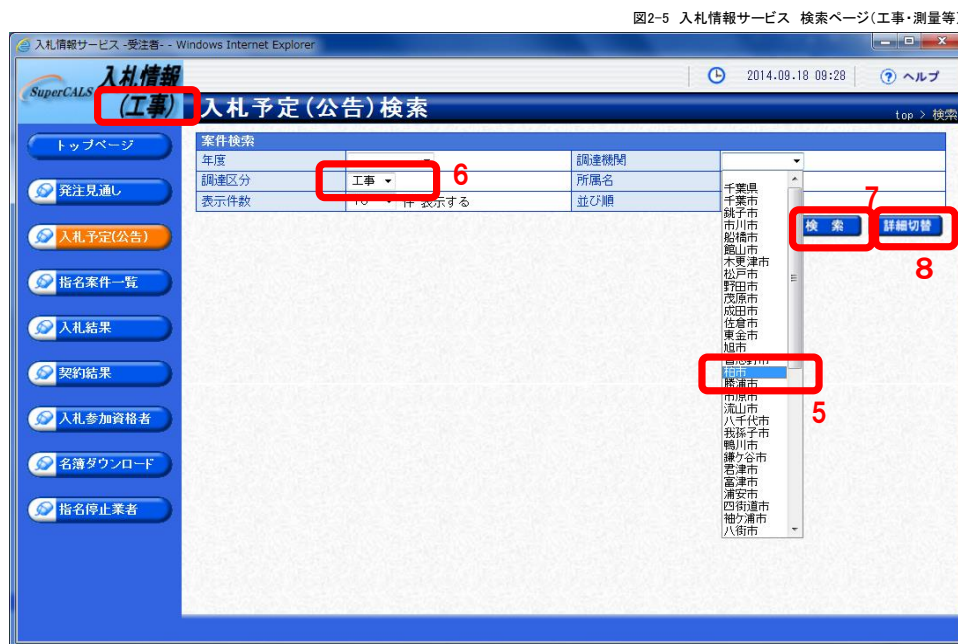 図2-5 入札情報サービス 検索ページ(工事・測量等)
入札情報サービス -受注者- - Windows Internet Explorer
SuperCALS 入札情報
(工事)
2014.09.18 09:28 ヘルプ
入札予定(公告)検索
top > 検索
トップページ
発注見通し
入札予定(公告)
指名案件一覧
入札結果
契約結果
入札参加資格者
名簿ダウンロード
指名停止業者
案件検索
年度 調達機関
調達区分 工事 6 所属名
表示件数 10 件 表示する 並び順
千葉県
千葉市
銚子市
市川市
船橋市
館山市
木更津市
松戸市
野田市
茂原市
成田市
佐倉市
東金市
旭市
習志野市
柏市
勝浦市
市原市
流山市
八千代市
我孫子市
鴨川市
鎌ケ谷市
君津市
富津市
浦安市
四街道市
袖ケ浦市
八街市
5
7
検 索 詳細切替
8